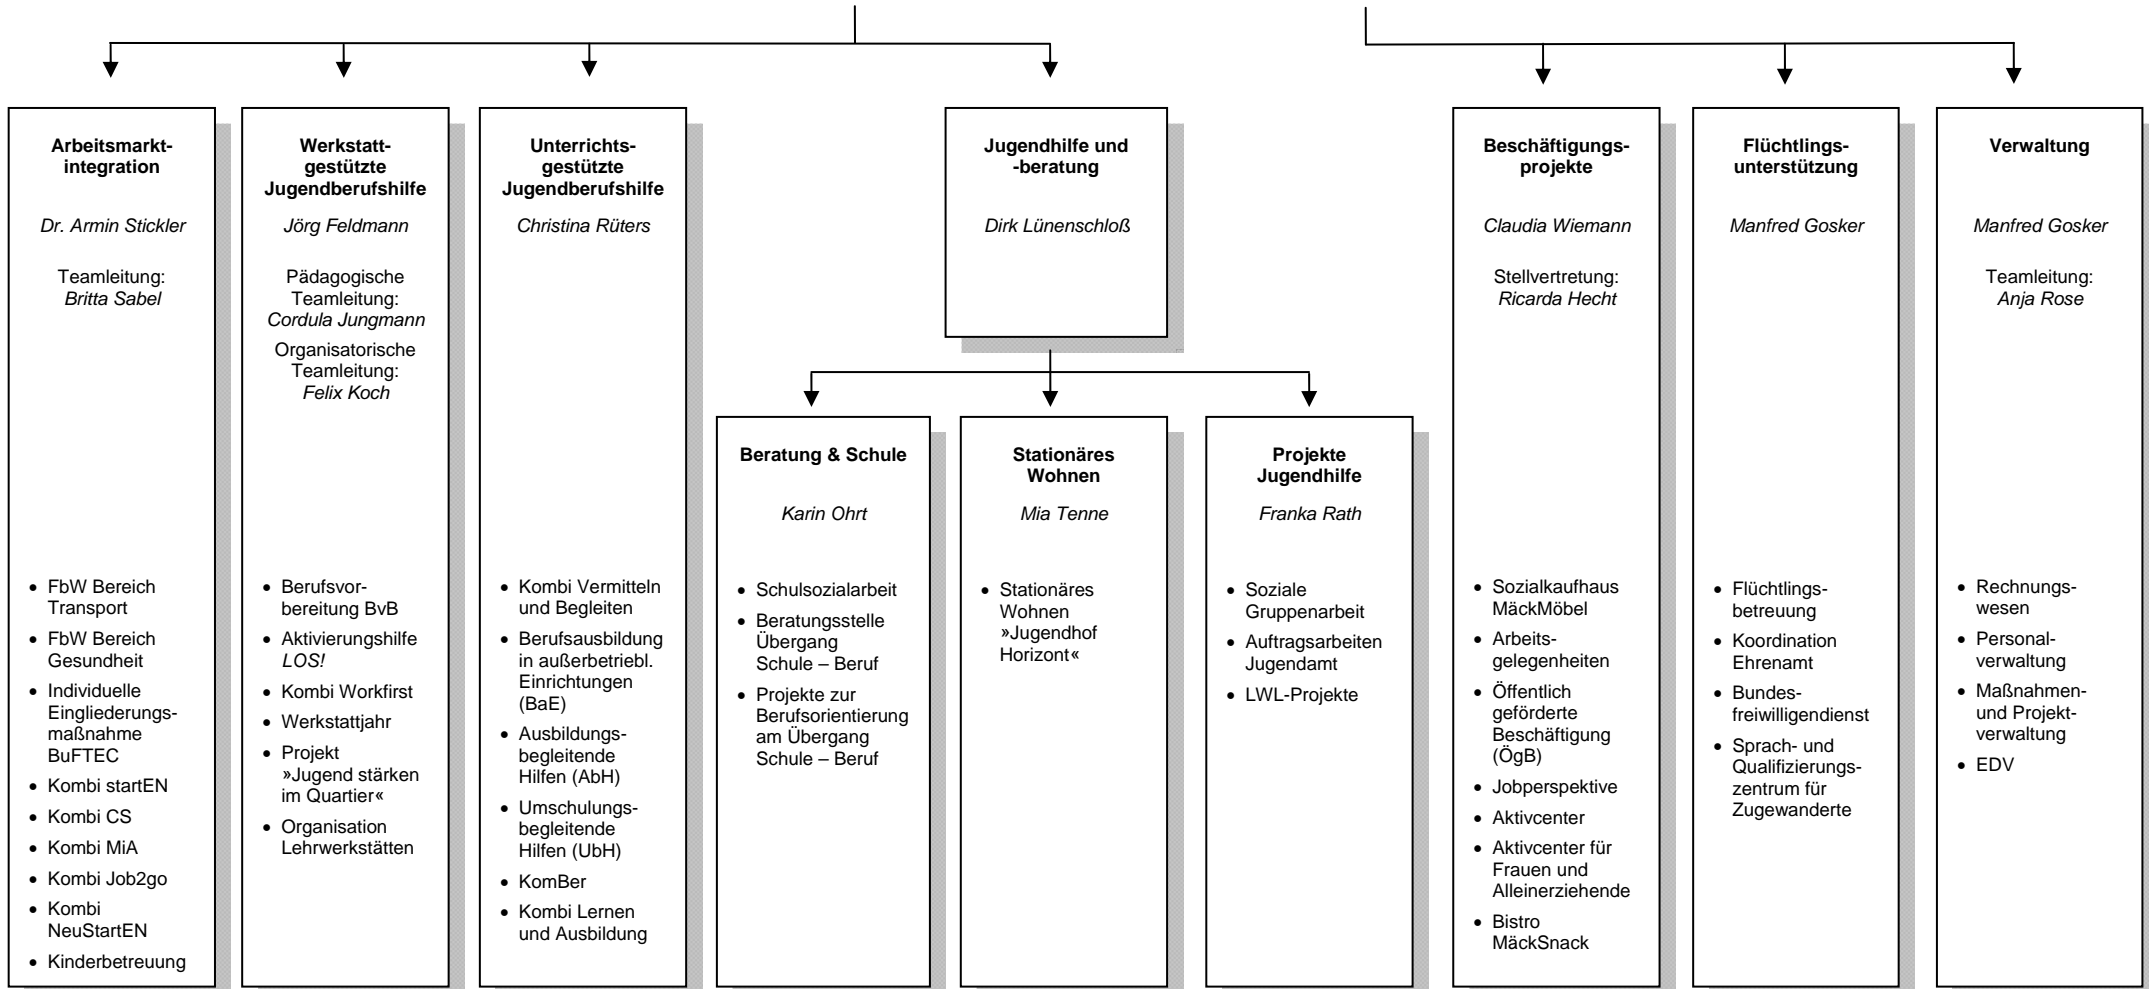 Arbeitsmarkt-
integration
Dr. Armin Stickler
Teamleitung:
Britta Sabel
• FbW Bereich
Transport
• FbW Bereich
Gesundheit
• Individuelle
Eingliederungs-
maßnahme
BuFTEC
• Kombi startEN
• Kombi CS
• Kombi MiA
• Kombi Job2go
• Kombi
NeuStartEN
• Kinderbetreuung
Werkstatt-
gestützte
Jugendberufshilfe
Jörg Feldmann
Pädagogische
Teamleitung:
Cordula Jungmann
Organisatorische
Teamleitung:
Felix Koch
• Berufsvor-
bereitung BvB
• Aktivierungshilfe
LOS!
• Kombi Workfirst
• Werkstattjahr
• Projekt
»Jugend stärken
im Quartier«
• Organisation
Lehrwerkstätten
Unterrichts-
gestützte
Jugendberufshilfe
Christina Rüters
• Kombi Vermitteln
und Begleiten
• Berufsausbildung
in außerbetriebl.
Einrichtungen
(BaE)
• Ausbildungs-
begleitende
Hilfen (AbH)
• Umschulungs-
begleitende
Hilfen (UbH)
• KomBer
• Kombi Lernen
und Ausbildung
Jugendhilfe und
-beratung
Dirk Lünenschloß
Beratung & Schule
Karin Ohrt
• Schulsozialarbeit
• Beratungsstelle
Übergang
Schule – Beruf
• Projekte zur
Berufsorientierung
am Übergang
Schule – Beruf
Stationäres
Wohnen
Mia Tenne
• Stationäres
Wohnen
»Jugendhof
Horizont«
Projekte
Jugendhilfe
Franka Rath
• Soziale
Gruppenarbeit
• Auftragsarbeiten
Jugendamt
• LWL-Projekte
Beschäftigungs-
projekte
Claudia Wiemann
Stellvertretung:
Ricarda Hecht
• Sozialkaufhaus
MäckMöbel
• Arbeits-
gelegenheiten
• Öffentlich
geförderte
Beschäftigung
(ÖgB)
• Jobperspektive
• Aktivcenter
• Aktivcenter für
Frauen und
Alleinerziehende
• Bistro
MäckSnack
Flüchtlings-
unterstützung
Manfred Gosker
• Flüchtlings-
betreuung
• Koordination
Ehrenamt
• Bundes-
freiwilligendienst
• Sprach- und
Qualifizierungs-
zentrum für
Zugewanderte
Verwaltung
Manfred Gosker
Teamleitung:
Anja Rose
• Rechnungs-
wesen
• Personal-
verwaltung
• Maßnahmen-
und Projekt-
verwaltung
• EDV